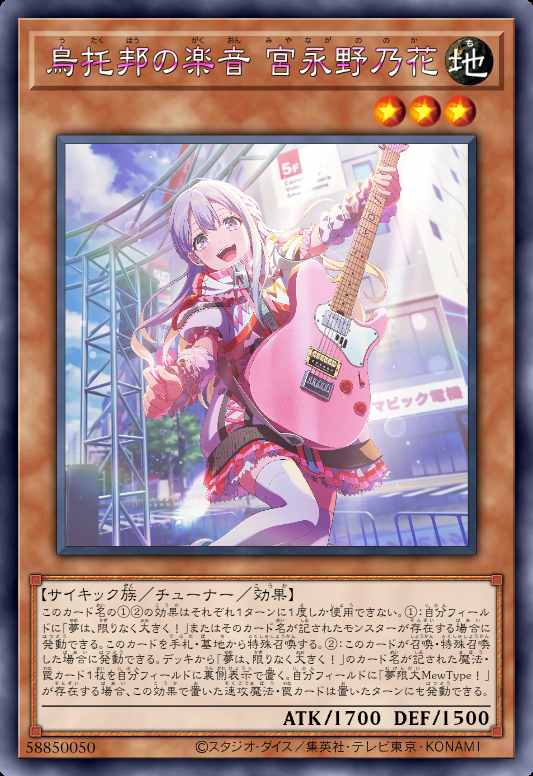 烏托邦の楽音 宮永野乃花
地
5F
マピック電機
【サイキック族／チューナー／効果】
このカード名の①②の効果はそれぞれ1ターンに1度しか使用できない。①:自分フィール
ドに「夢は、限りなく大きく！」またはそのカード名が記されたモンスターが存在する場合に
発動できる。このカードを手札・墓地から特殊召喚する。②:このカードが召喚・特殊召喚
した場合に発動できる。デッキから「夢は、限りなく大きく！」のカード名が記された魔法・
罠カード1枚を自分フィールドに裏側表示で置く。自分フィールドに「夢限大MewType！」
が存在する場合、この効果で置いた速攻魔法・罠カードは置いたターンにも発動できる。
ATK/1700 DEF/1500
58850050
©スタジオ・ダイス／集英社・テレビ東京・KONAMI